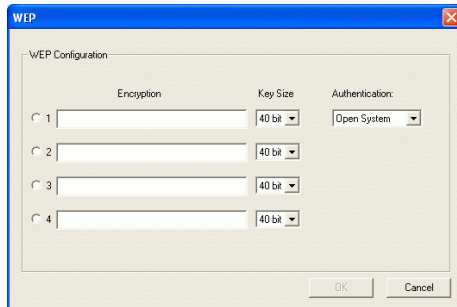 WEP
WEP Configuration
Encryption Key Size Authentication:
1 40 bit Open System
2 40 bit
3 40 bit
4 40 bit
OK Cancel